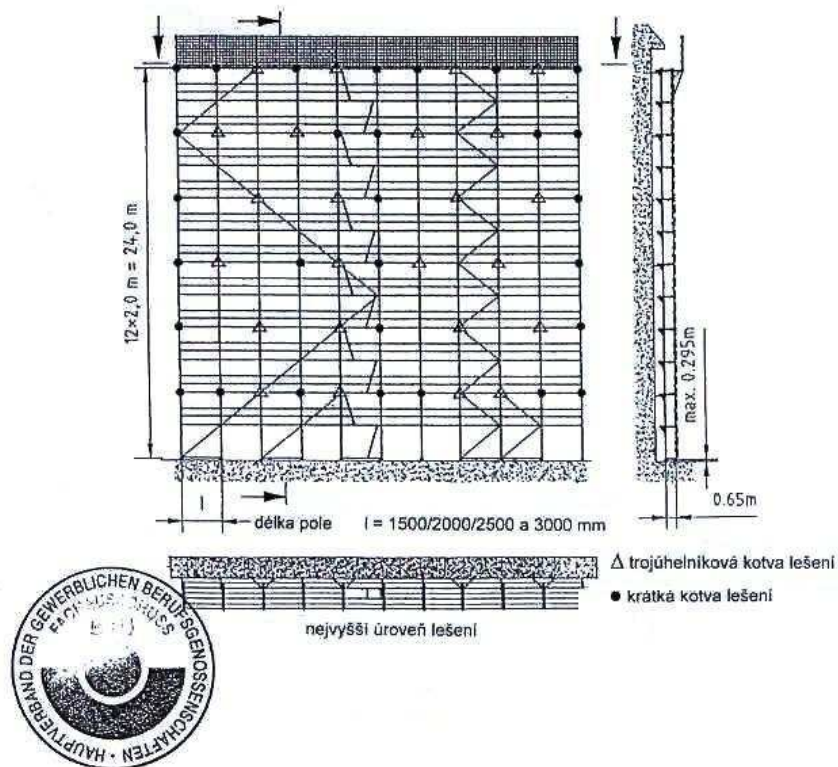 12×2,0 m = 24,0 m
max. 0.295m
0.65m
l
délka pole l = 1500/2000/2500 a 3000 mm
Δ trojúhelníková kotva lešení
● krátká kotva lešení
nejvyšší úroveň lešení
HAUPTVERBAND DER GEWERBLICHEN BERUFSGENOSSENSCHAFTEN
FACHAUSSCHUSS